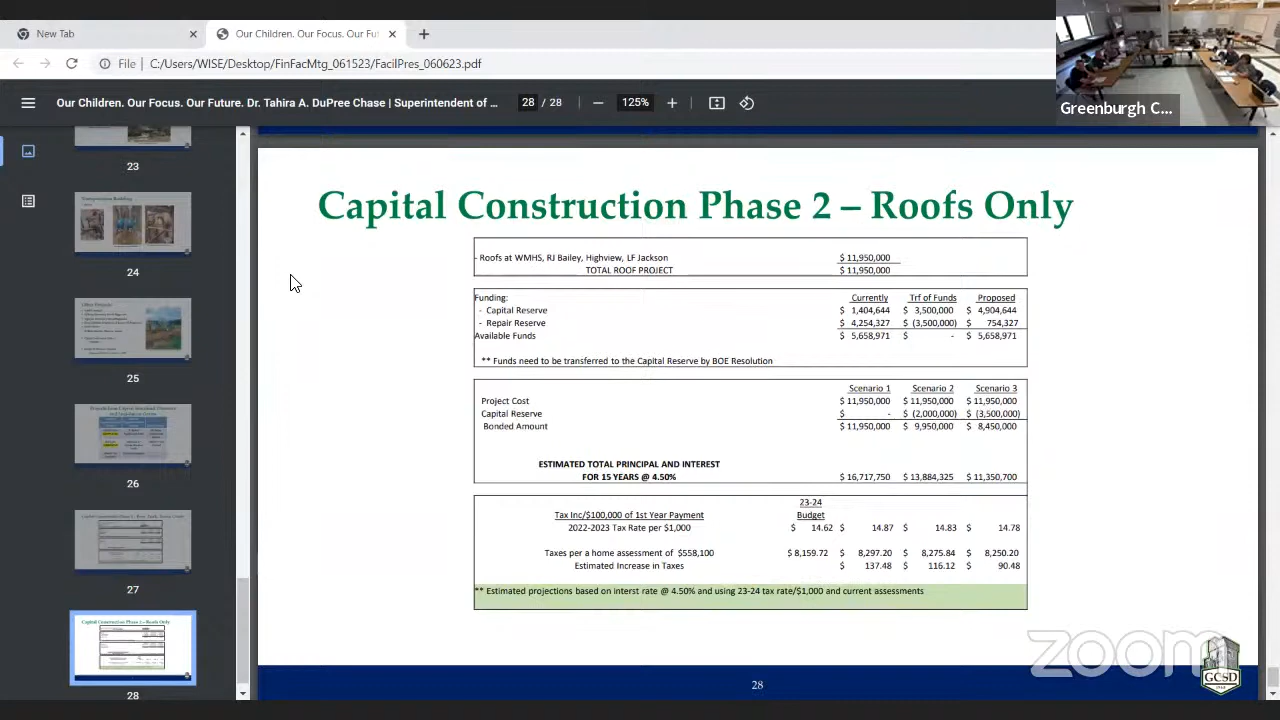 New Tab
Our Children. Our Focus. Our Fu
File | C:/Users/WISE/Desktop/FinFacMtg_061523/FacilPres_060623.pdf
Our Children. Our Focus. Our Future. Dr. Tahira A. DuPree Chase | Superintendent of ...
28 / 28
125%
Greenburgh C...
23
24
25
26
27
28
Capital Construction Phase 2 – Roofs Only
- Roofs at WMHS, RJ Bailey, Highview, LF Jackson $ 11,950,000
TOTAL ROOF PROJECT $ 11,950,000
Funding: Currently Trf of Funds Proposed
- Capital Reserve $ 1,404,644 $ 3,500,000 $ 4,904,644
- Repair Reserve $ 4,254,327 $ (3,500,000) $ 754,327
Available Funds $ 5,658,971 $ - $ 5,658,971
** Funds need to be transferred to the Capital Reserve by BOE Resolution
Scenario 1 Scenario 2 Scenario 3
Project Cost $ 11,950,000 $ 11,950,000 $ 11,950,000
Capital Reserve $ - $ (2,000,000) $ (3,500,000)
Bonded Amount $ 11,950,000 $ 9,950,000 $ 8,450,000
ESTIMATED TOTAL PRINCIPAL AND INTEREST
FOR 15 YEARS @ 4.50% $ 16,717,750 $ 13,884,325 $ 11,350,700
23-24
Tax Inc/$100,000 of 1st Year Payment Budget
2022-2023 Tax Rate per $1,000 $ 14.62 $ 14.87 $ 14.83 $ 14.78
Taxes per a home assessment of $558,100 $ 8,159.72 $ 8,297.20 $ 8,275.84 $ 8,250.20
Estimated Increase in Taxes $ 137.48 $ 116.12 $ 90.48
** Estimated projections based on interst rate @ 4.50% and using 23-24 tax rate/$1,000 and current assessments
zoom
GCSD
28